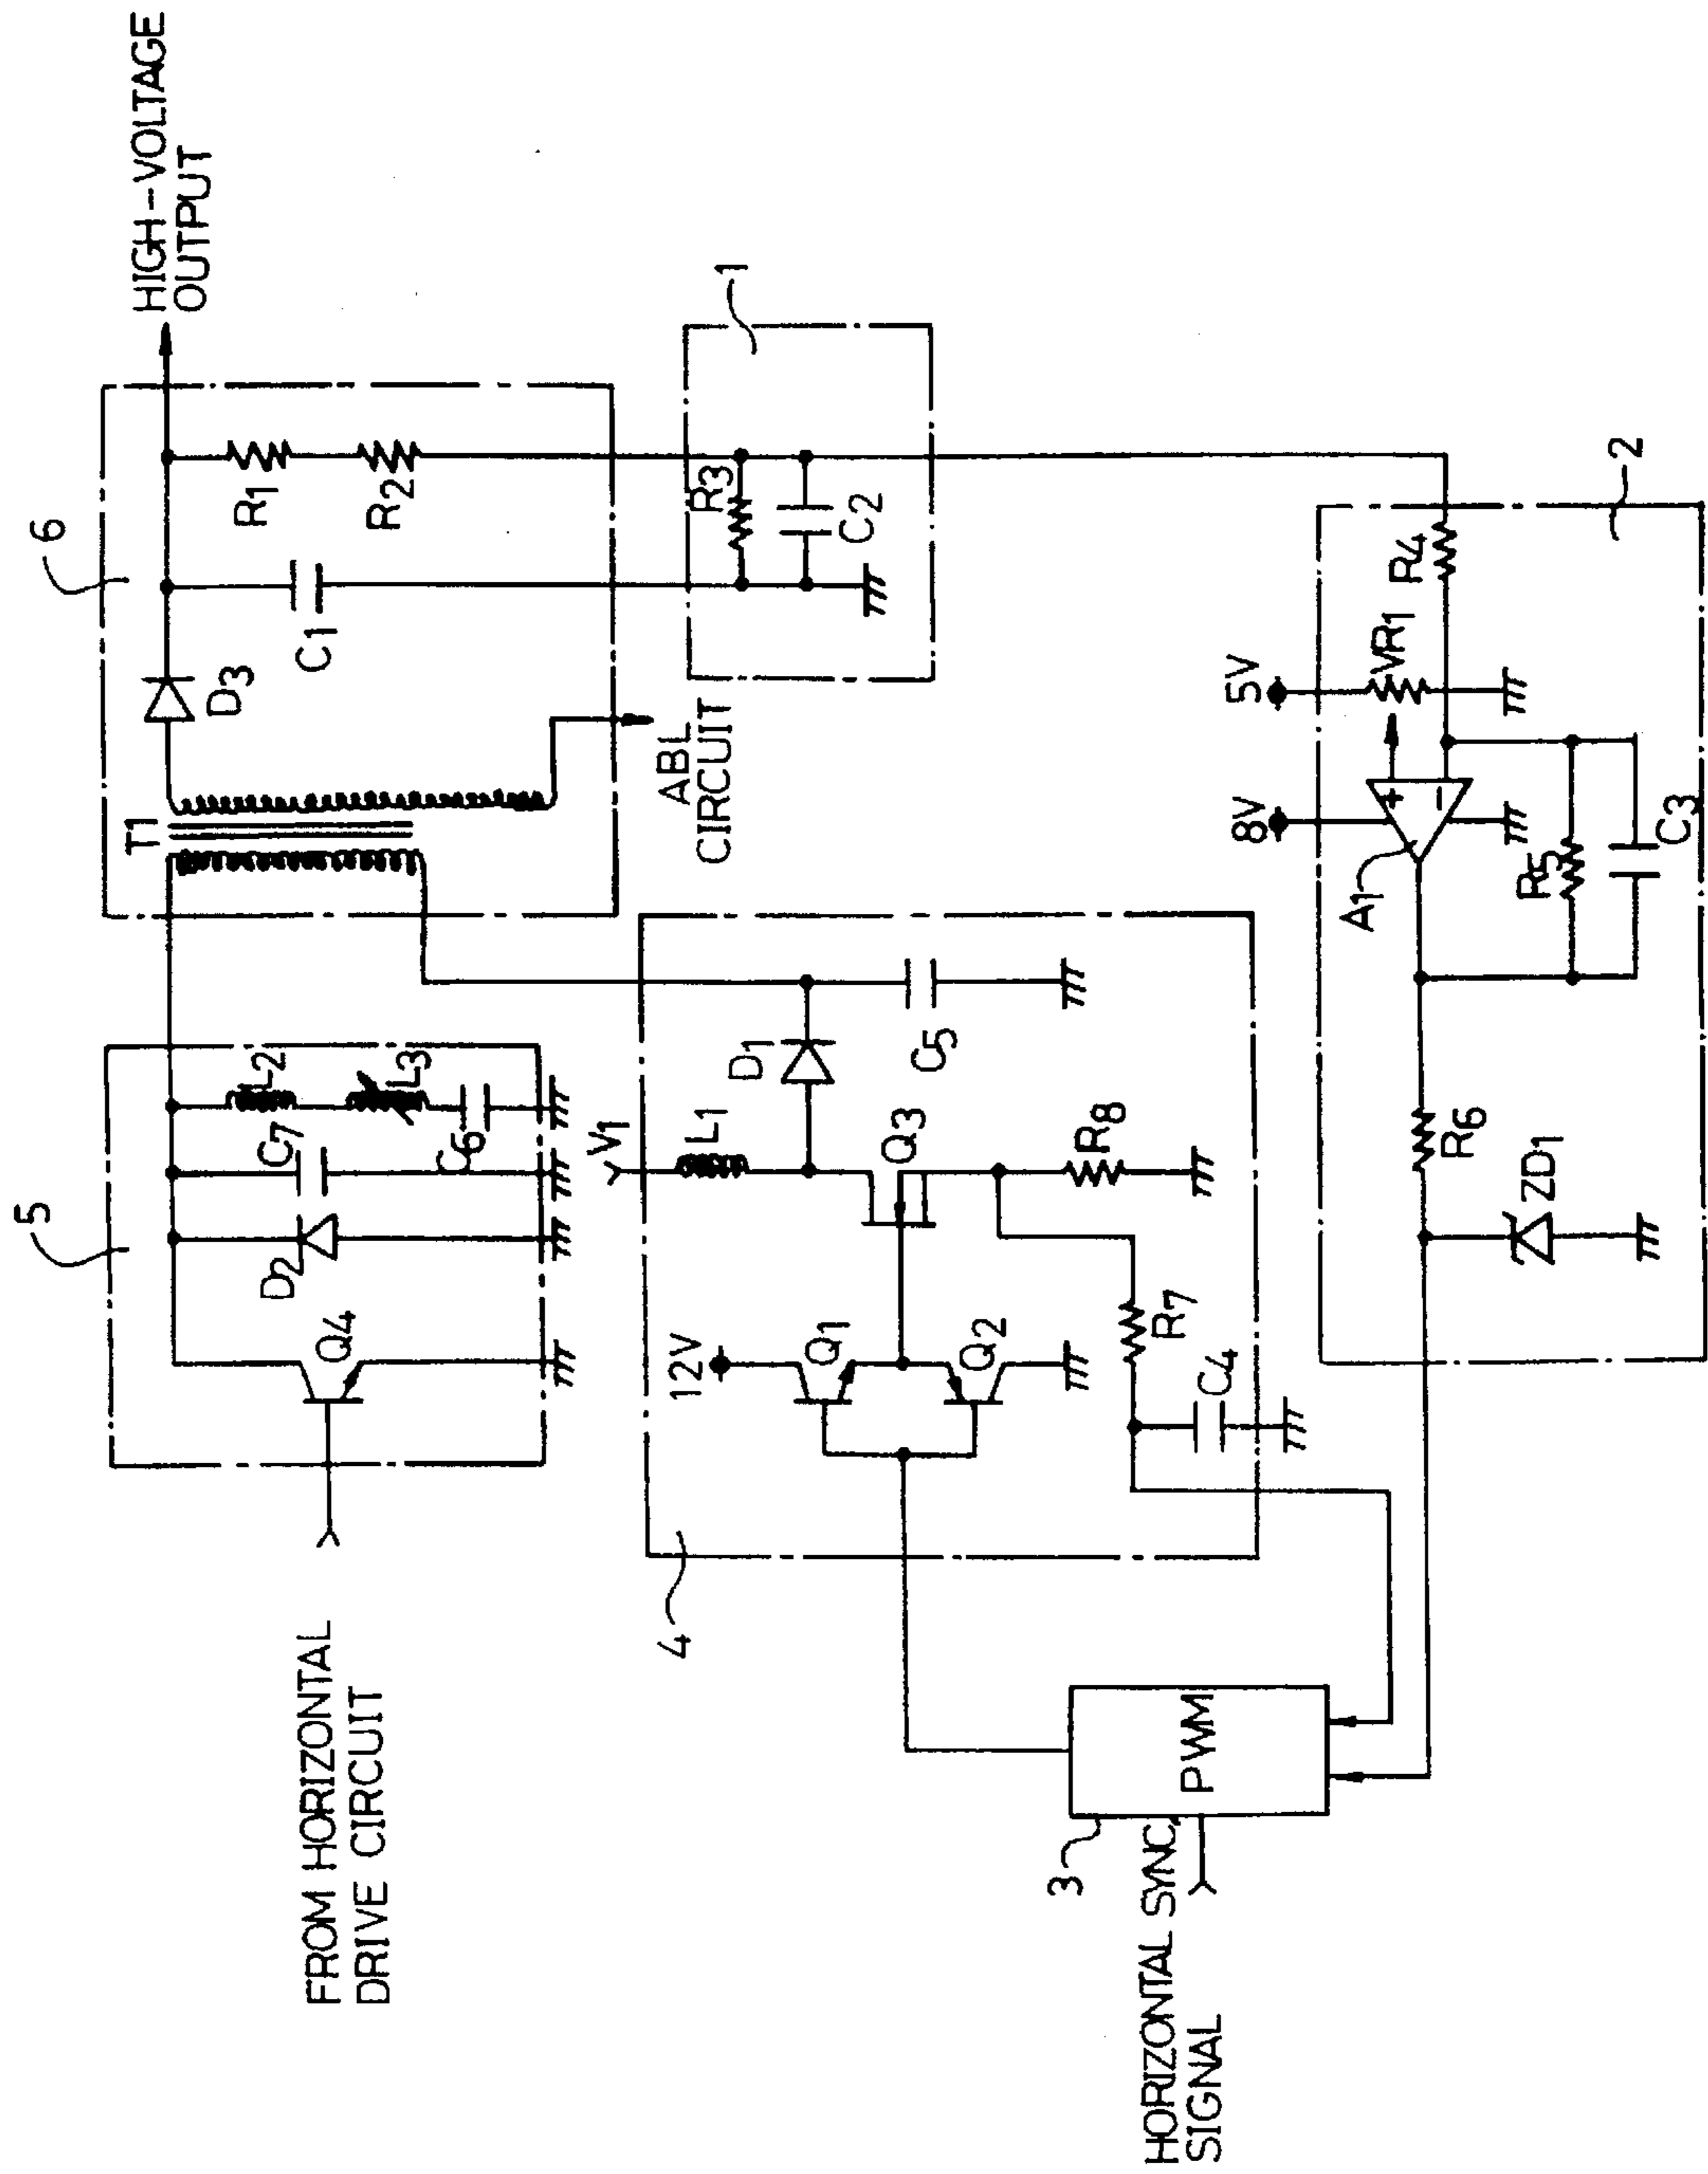 HIGH-VOLTAGE
OUTPUT
6
T1
D3
R1
R2
C1
1
R3
C2
ABL
CIRCUIT
5
L2
L3
C7
C6
D2
Q4
FROM HORIZONTAL
DRIVE CIRCUIT
V1
L1
D1
C5
Q3
R8
12V
Q1
Q2
R7
C4
4
3
PWM
HORIZONTAL SYNC
SIGNAL
2
5V
8V
VR1
R4
+
−
A1
R5
C3
R6
ZD1